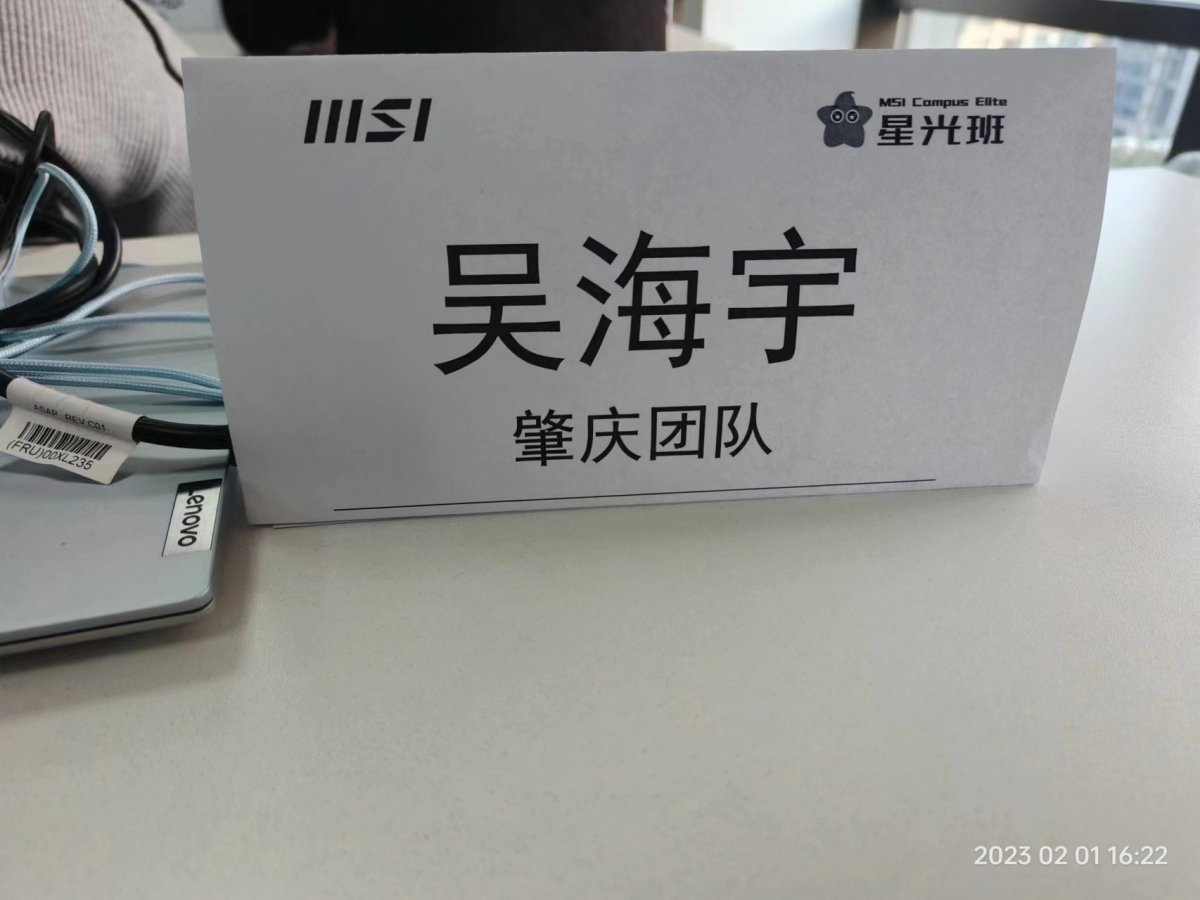 MSI
MSI Campus Elite
星光班
吴海宇
肇庆团队
ASAP REV C01
(FRU)00XL235
Lenovo
2023 02 01 16:22